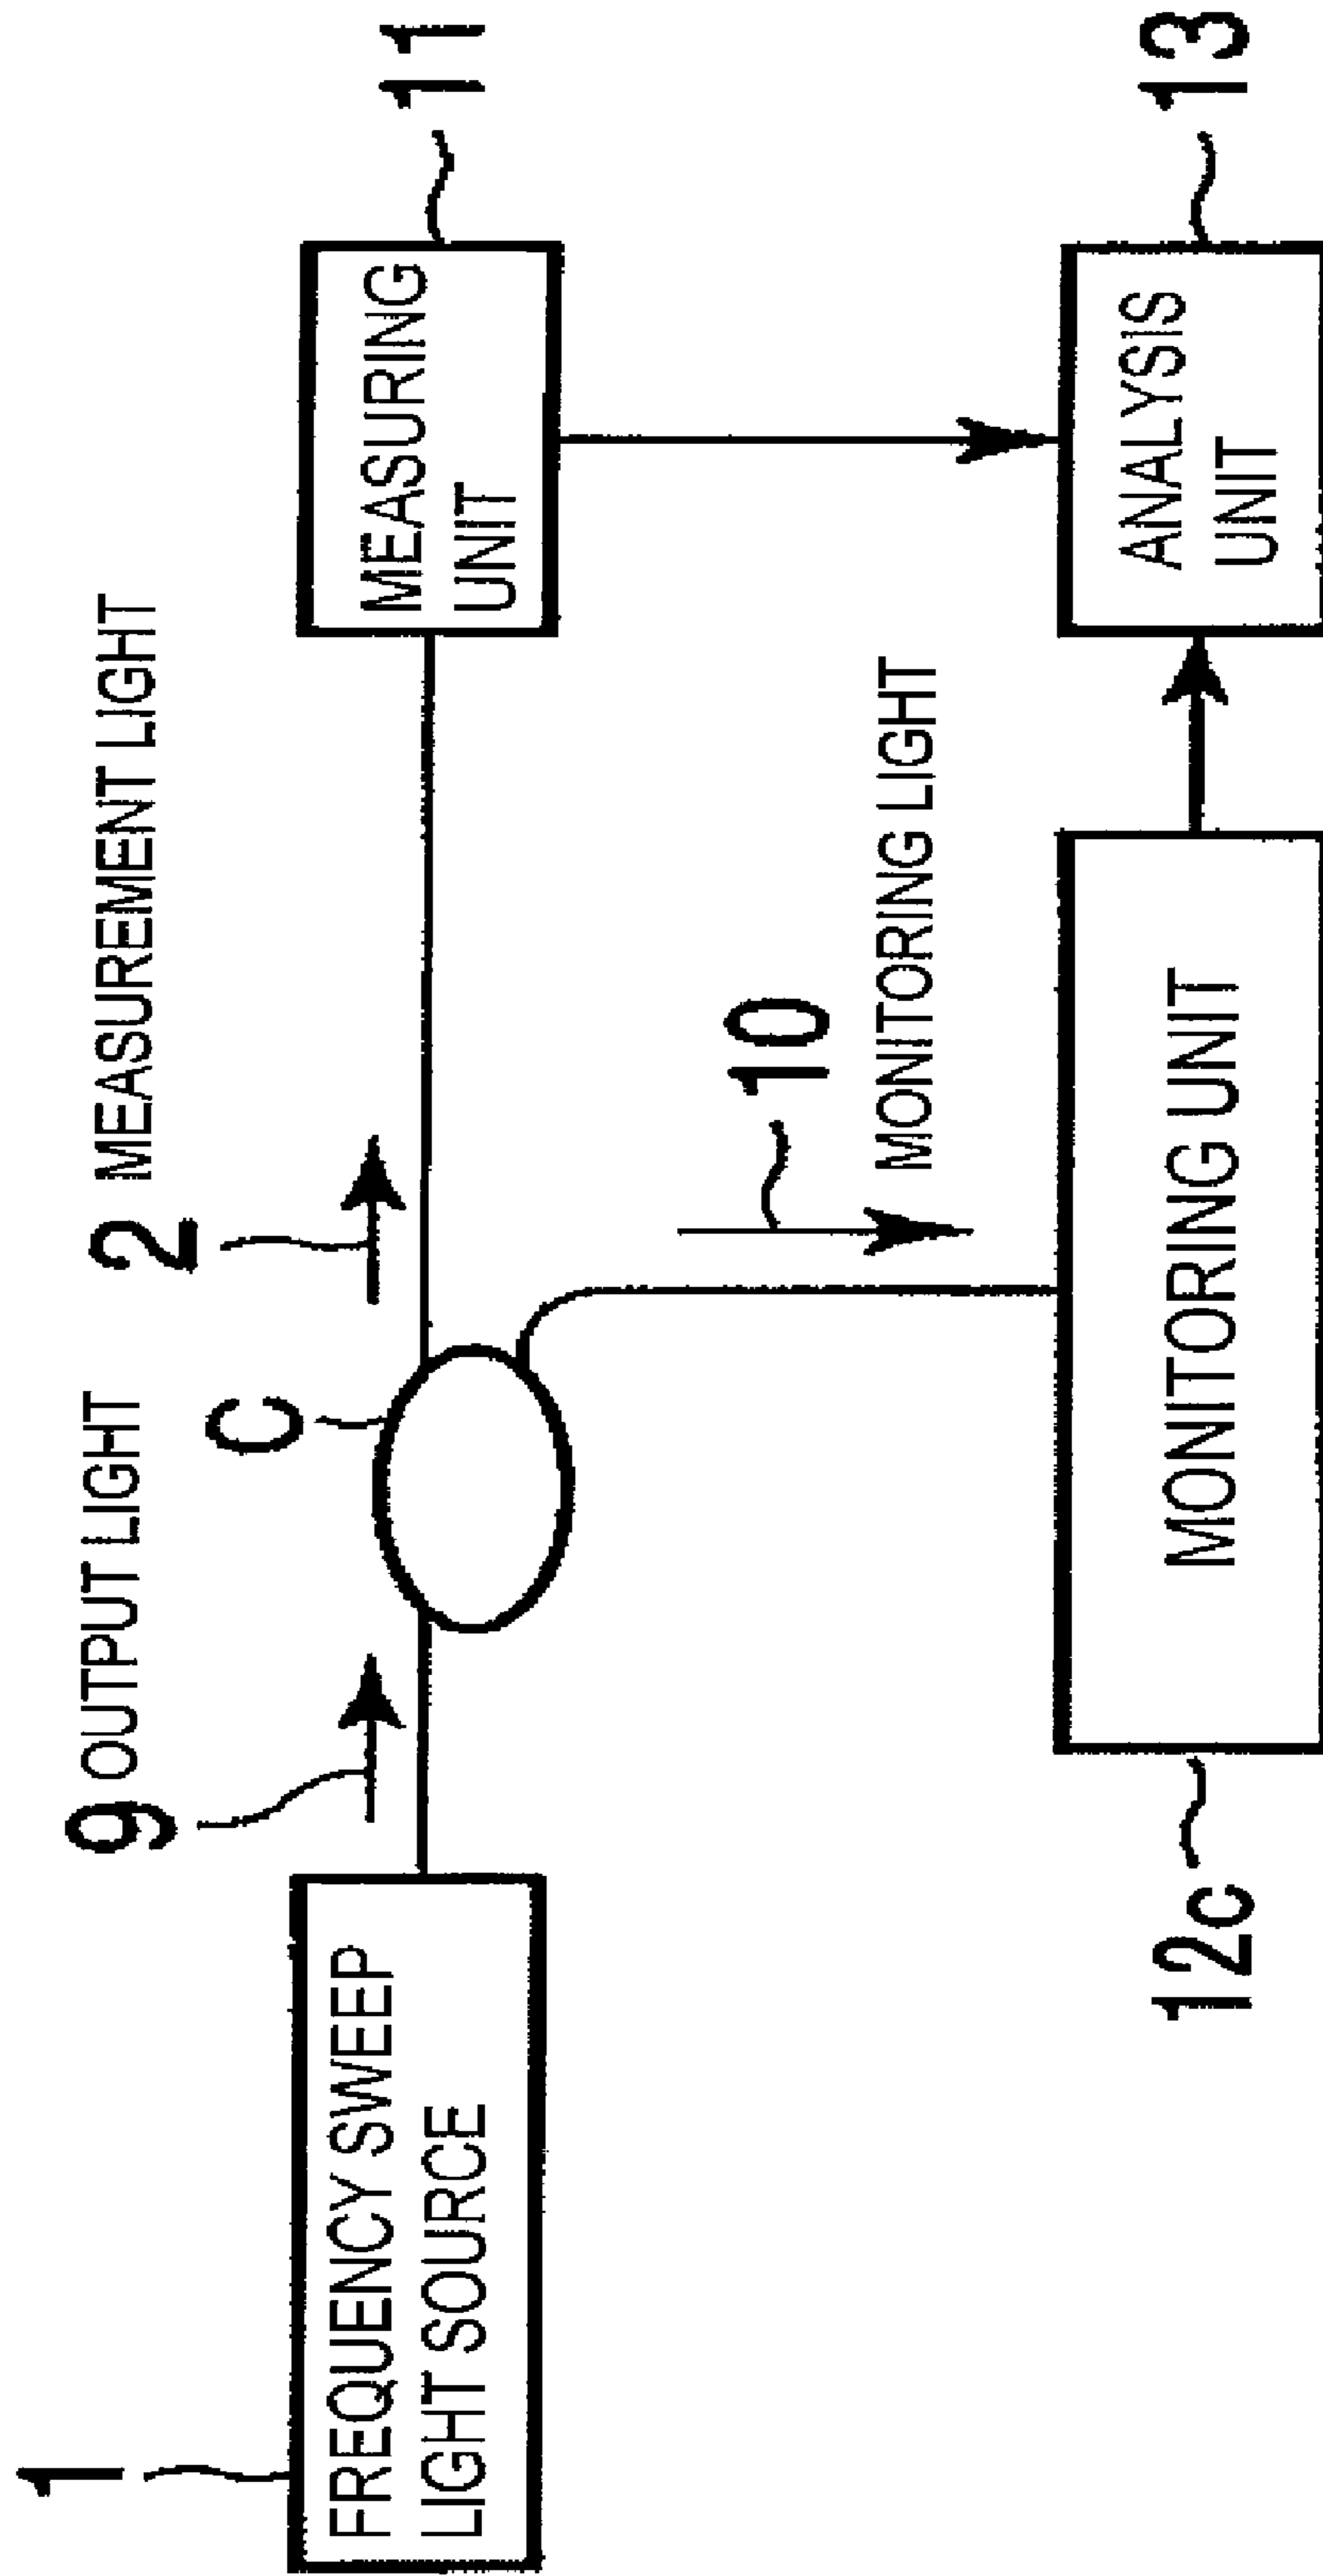 1
FREQUENCY SWEEP
LIGHT SOURCE
9 OUTPUT LIGHT
C
2 MEASUREMENT LIGHT
11
MEASURING
UNIT
10
MONITORING LIGHT
12c
MONITORING UNIT
13
ANALYSIS
UNIT